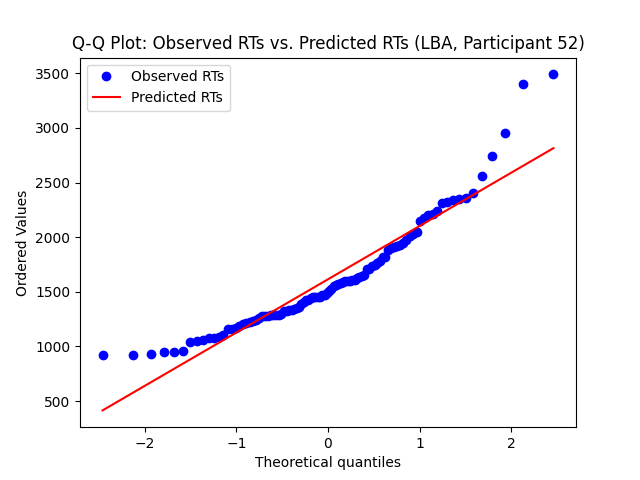 Q-Q Plot: Observed RTs vs. Predicted RTs (LBA, Participant 52)
Observed RTs
Predicted RTs
3500
3000
2500
2000
1500
1000
500
Ordered Values
−2
−1
0
1
2
Theoretical quantiles